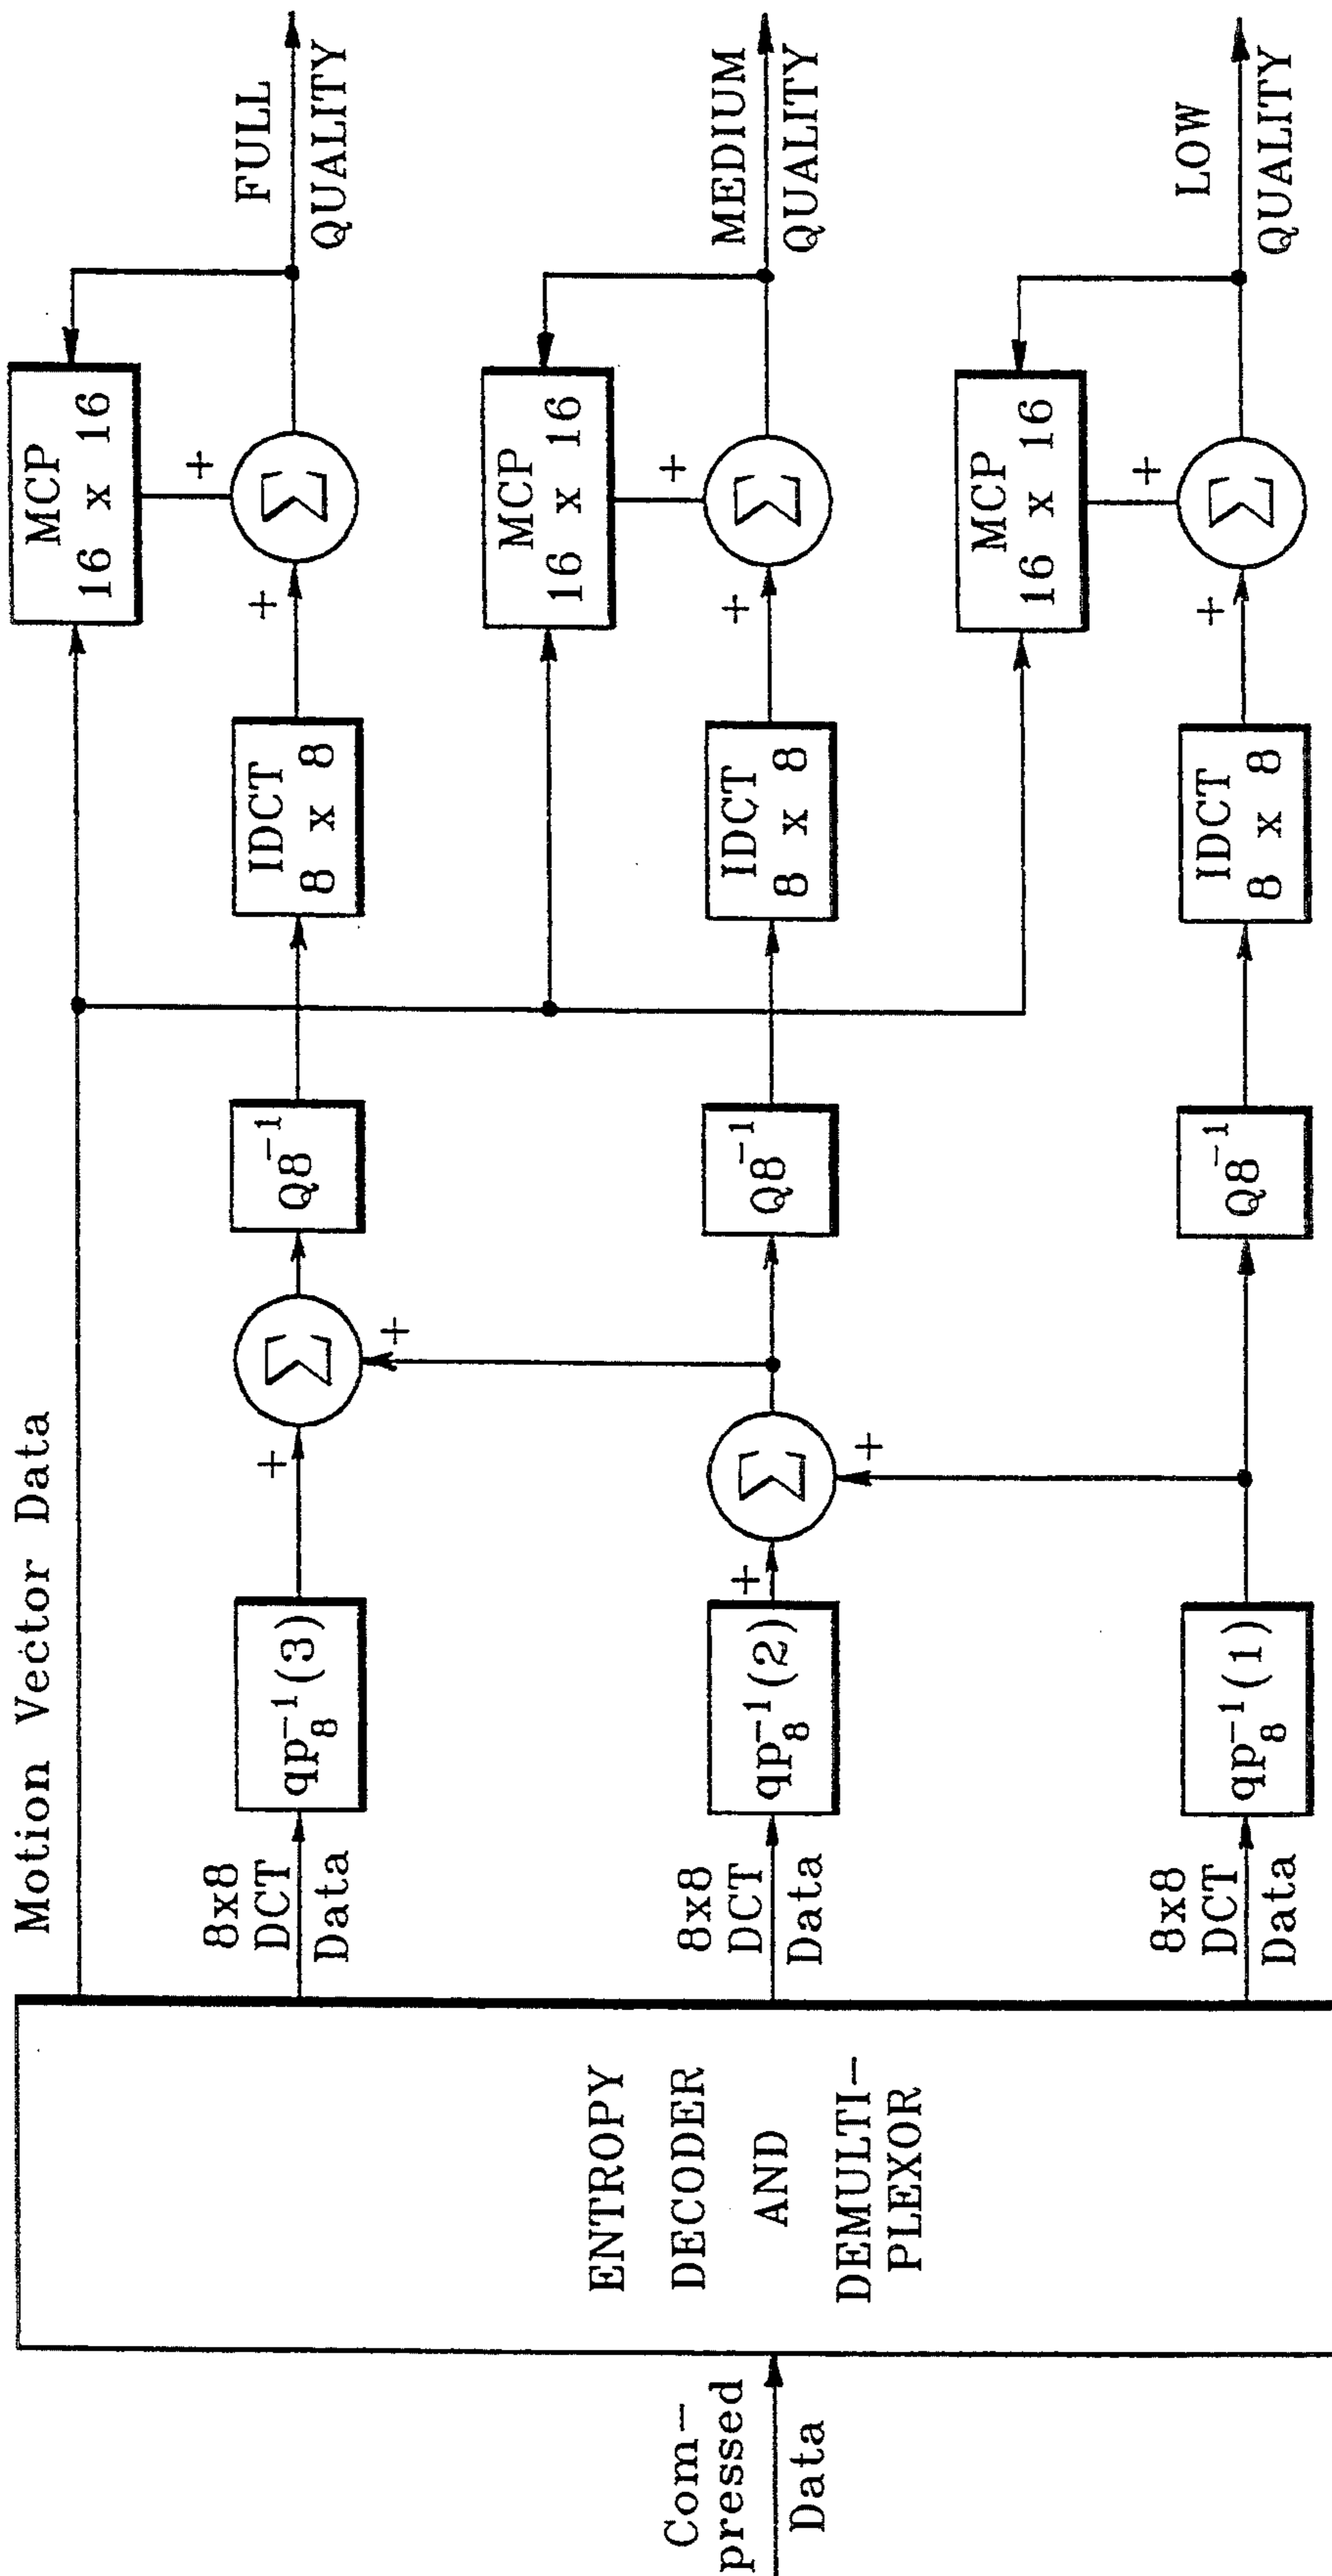 Motion Vector Data
Com-
pressed
Data
ENTROPY
DECODER
AND
DEMULTI-
PLEXOR
8x8
DCT
Data
qp₈⁻¹(3)
+
+
Σ
Q8⁻¹
IDCT
8 x 8
+
+
Σ
MCP
16 x 16
FULL
QUALITY
8x8
DCT
Data
qp₈⁻¹(2)
+
+
Σ
Q8⁻¹
IDCT
8 x 8
+
+
Σ
MCP
16 x 16
MEDIUM
QUALITY
8x8
DCT
Data
qp₈⁻¹(1)
Q8⁻¹
IDCT
8 x 8
+
+
Σ
MCP
16 x 16
LOW
QUALITY